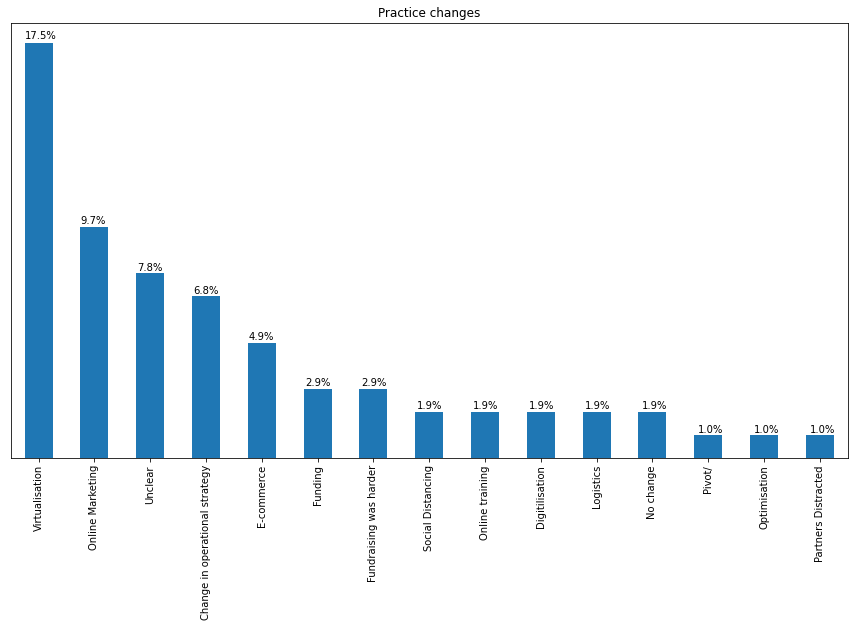 Practice changes
17.5%
9.7%
7.8%
6.8%
4.9%
2.9%
2.9%
1.9%
1.9%
1.9%
1.9%
1.9%
1.0%
1.0%
1.0%
Virtualisation
Online Marketing
Unclear
Change in operational strategy
E-commerce
Funding
Fundraising was harder
Social Distancing
Online training
Digitilisation
Logistics
No change
Pivot/
Optimisation
Partners Distracted